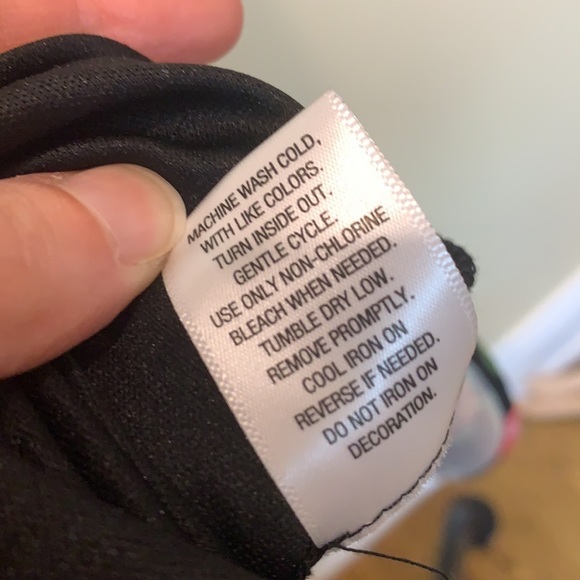 MACHINE WASH COLD,
WITH LIKE COLORS.
TURN INSIDE OUT.
GENTLE CYCLE.
USE ONLY NON-CHLORINE
BLEACH WHEN NEEDED.
TUMBLE DRY LOW.
REMOVE PROMPTLY.
COOL IRON ON
REVERSE IF NEEDED.
DO NOT IRON ON
DECORATION.